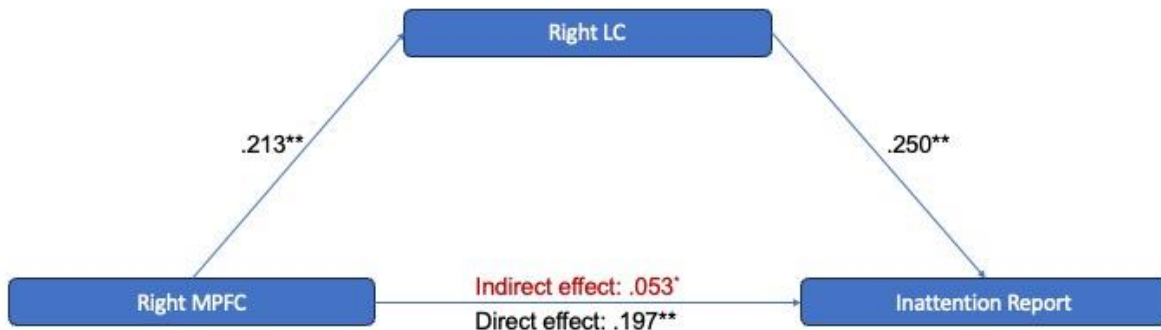 Right LC
.213**
.250**
Indirect effect: .053*
Right MPFC
Inattention Report
Direct effect: .197**